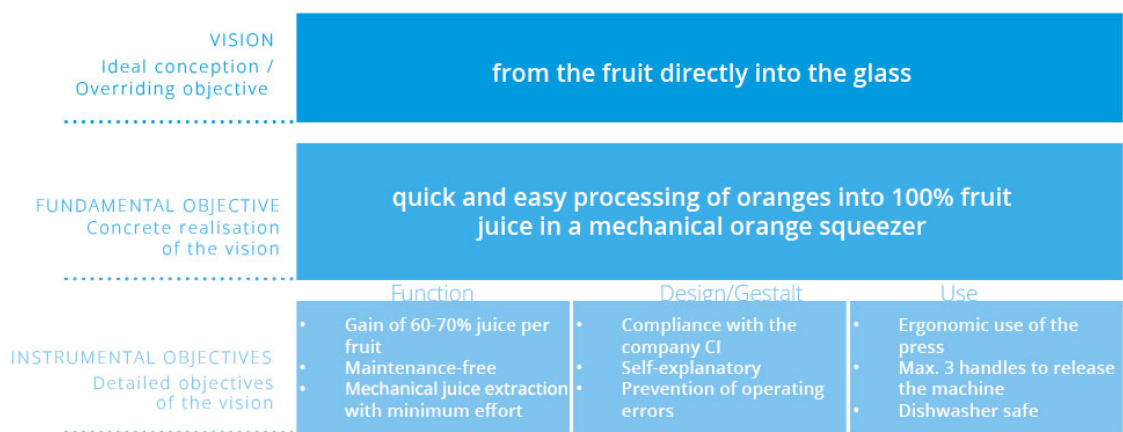 VISION
Ideal conception /
Overriding objective
from the fruit directly into the glass
FUNDAMENTAL OBJECTIVE
Concrete realisation
of the vision
quick and easy processing of oranges into 100% fruit
juice in a mechanical orange squeezer
INSTRUMENTAL OBJECTIVES
Detailed objectives
of the vision
Function
• Gain of 60-70% juice per
fruit
• Maintenance-free
• Mechanical juice extraction
with minimum effort
Design/Gestalt
• Compliance with the
company CI
• Self-explanatory
• Prevention of operating
errors
Use
• Ergonomic use of the
press
• Max. 3 handles to release
the machine
• Dishwasher safe